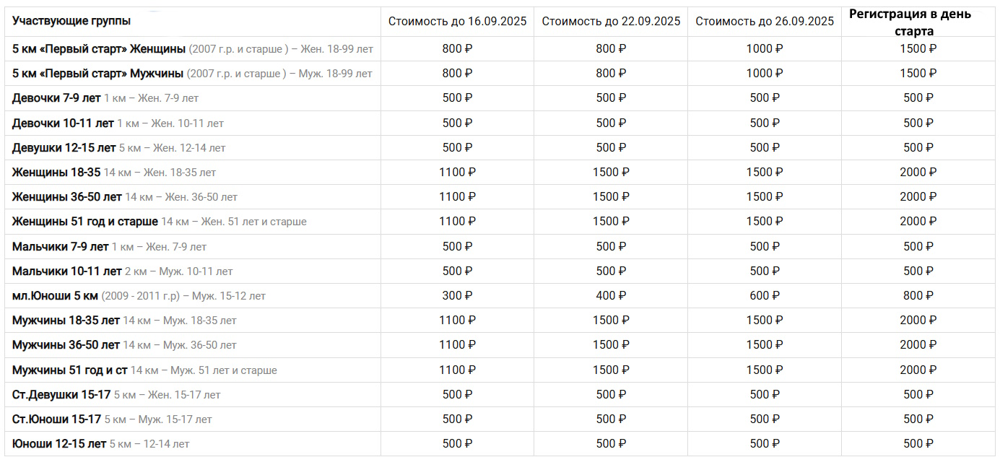 Участвующие группы Стоимость до 16.09.2025 Стоимость до 22.09.2025 Стоимость до 26.09.2025 Регистрация в день
старта
5 км «Первый старт» Женщины (2007 г.р. и старше ) – Жен. 18-99 лет 800 ₽ 800 ₽ 1000 ₽ 1500 ₽
5 км «Первый старт» Мужчины (2007 г.р. и старше ) – Муж. 18-99 лет 800 ₽ 800 ₽ 1000 ₽ 1500 ₽
Девочки 7-9 лет 1 км – Жен. 7-9 лет 500 ₽ 500 ₽ 500 ₽ 500 ₽
Девочки 10-11 лет 1 км – Жен. 10-11 лет 500 ₽ 500 ₽ 500 ₽ 500 ₽
Девушки 12-15 лет 5 км – Жен. 12-14 лет 500 ₽ 500 ₽ 500 ₽ 500 ₽
Женщины 18-35 14 км – Жен. 18-35 лет 1100 ₽ 1500 ₽ 1500 ₽ 2000 ₽
Женщины 36-50 лет 14 км – Жен. 36-50 лет 1100 ₽ 1500 ₽ 1500 ₽ 2000 ₽
Женщины 51 год и старше 14 км – Жен. 51 лет и старше 1100 ₽ 1500 ₽ 1500 ₽ 2000 ₽
Мальчики 7-9 лет 1 км – Жен. 7-9 лет 500 ₽ 500 ₽ 500 ₽ 500 ₽
Мальчики 10-11 лет 2 км – Муж. 10-11 лет 500 ₽ 500 ₽ 500 ₽ 500 ₽
мл.Юноши 5 км (2009 - 2011 г.р) – Муж. 15-12 лет 300 ₽ 400 ₽ 600 ₽ 800 ₽
Мужчины 18-35 лет 14 км – Муж. 18-35 лет 1100 ₽ 1500 ₽ 1500 ₽ 2000 ₽
Мужчины 36-50 лет 14 км – Муж. 36-50 лет 1100 ₽ 1500 ₽ 1500 ₽ 2000 ₽
Мужчины 51 год и ст 14 км – Муж. 51 лет и старше 1100 ₽ 1500 ₽ 1500 ₽ 2000 ₽
Ст.Девушки 15-17 5 км – Жен. 15-17 лет 500 ₽ 500 ₽ 500 ₽ 500 ₽
Ст.Юноши 15-17 5 км – Муж. 15-17 лет 500 ₽ 500 ₽ 500 ₽ 500 ₽
Юноши 12-15 лет 5 км – 12-14 лет 500 ₽ 500 ₽ 500 ₽ 500 ₽